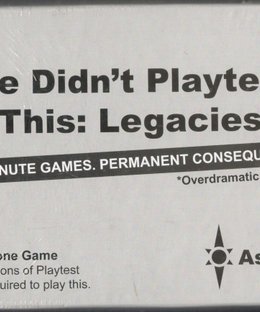 e Didn't Playte
This: Legacies
NUTE GAMES. PERMANENT CONSEQU
*Overdramatic
one Game
ons of Playtest
uired to play this.
As